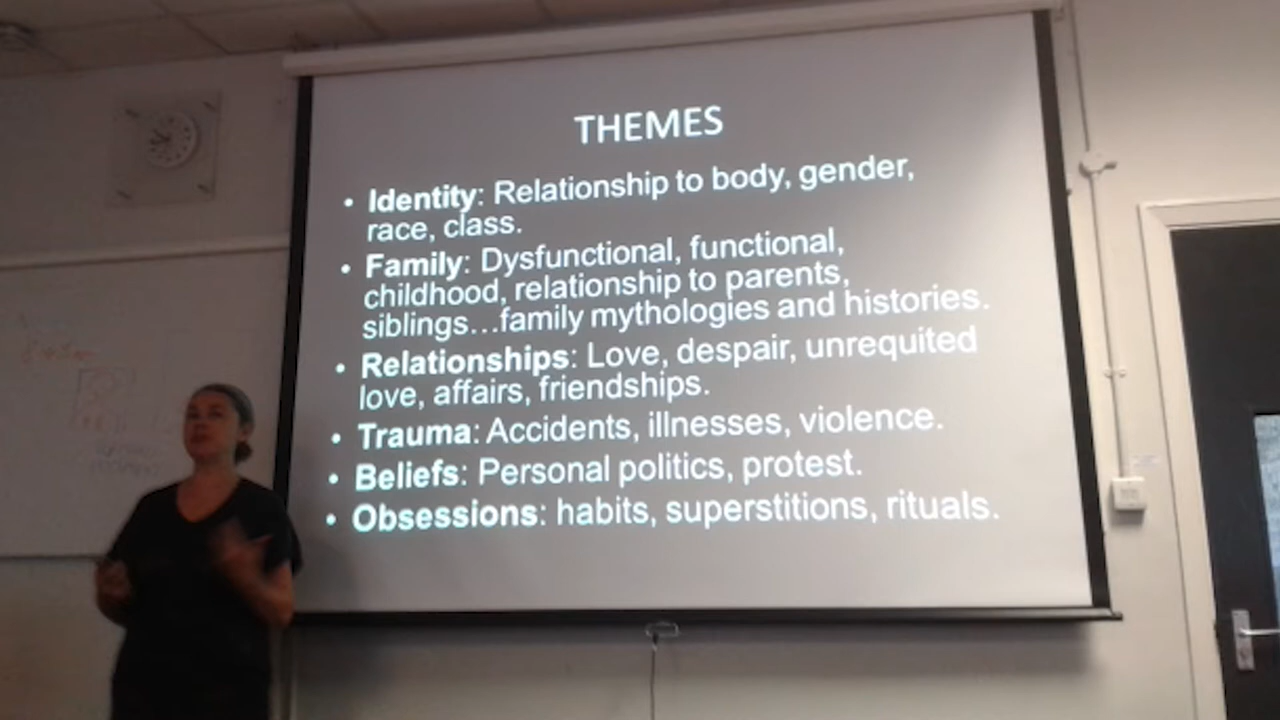 THEMES
• Identity: Relationship to body, gender,
race, class.
• Family: Dysfunctional, functional,
childhood, relationship to parents,
siblings…family mythologies and histories.
• Relationships: Love, despair, unrequited
love, affairs, friendships.
• Trauma: Accidents, illnesses, violence.
• Beliefs: Personal politics, protest.
• Obsessions: habits, superstitions, rituals.